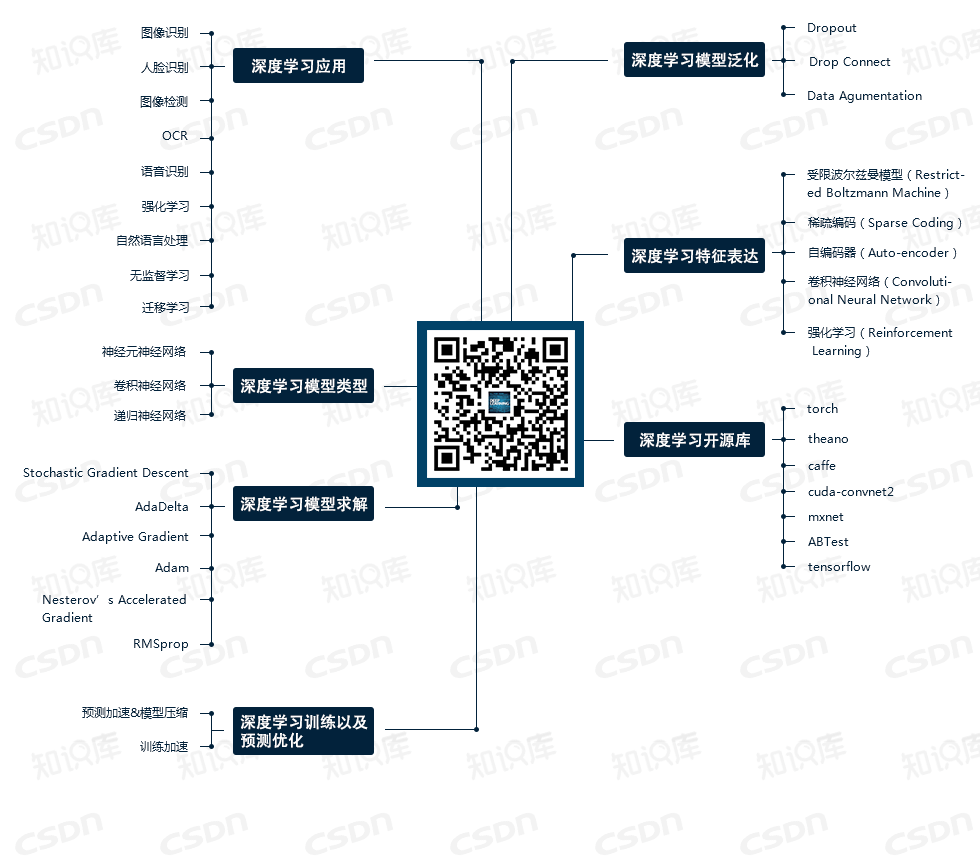 深度学习应用
图像识别
人脸识别
图像检测
OCR
语音识别
强化学习
自然语言处理
无监督学习
迁移学习
深度学习模型类型
神经元神经网络
卷积神经网络
递归神经网络
深度学习模型求解
Stochastic Gradient Descent
AdaDelta
Adaptive Gradient
Adam
Nesterov’s Accelerated
Gradient
RMSprop
深度学习训练以及
预测优化
预测加速&模型压缩
训练加速
DEEP
LEARNING
深度学习模型泛化
Dropout
Drop Connect
Data Agumentation
深度学习特征表达
受限波尔兹曼模型（Restrict-
ed Boltzmann Machine）
稀疏编码（Sparse Coding）
自编码器（Auto-encoder）
卷积神经网络（Convoluti-
onal Neural Network）
强化学习（Reinforcement
Learning）
深度学习开源库
torch
theano
caffe
cuda-convnet2
mxnet
ABTest
tensorflow
知识库
CSDN